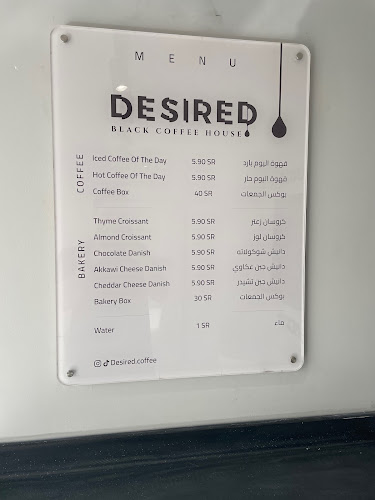 MENU
DESIRED
BLACK COFFEE HOUSE
COFFEE
Iced Coffee Of The Day 5.90 SR قهوة اليوم بارد
Hot Coffee Of The Day 5.90 SR قهوة اليوم حار
Coffee Box 40 SR بوكس الجمعات
BAKERY
Thyme Croissant 5.90 SR كروسان زعتر
Almond Croissant 5.90 SR كروسان لوز
Chocolate Danish 5.90 SR دانيش شوكولاته
Akkawi Cheese Danish 5.90 SR دانيش جبن عكاوي
Cheddar Cheese Danish 5.90 SR دانيش جبن تشيدر
Bakery Box 30 SR بوكس الجمعات
Water 1 SR ماء
Desired.coffee